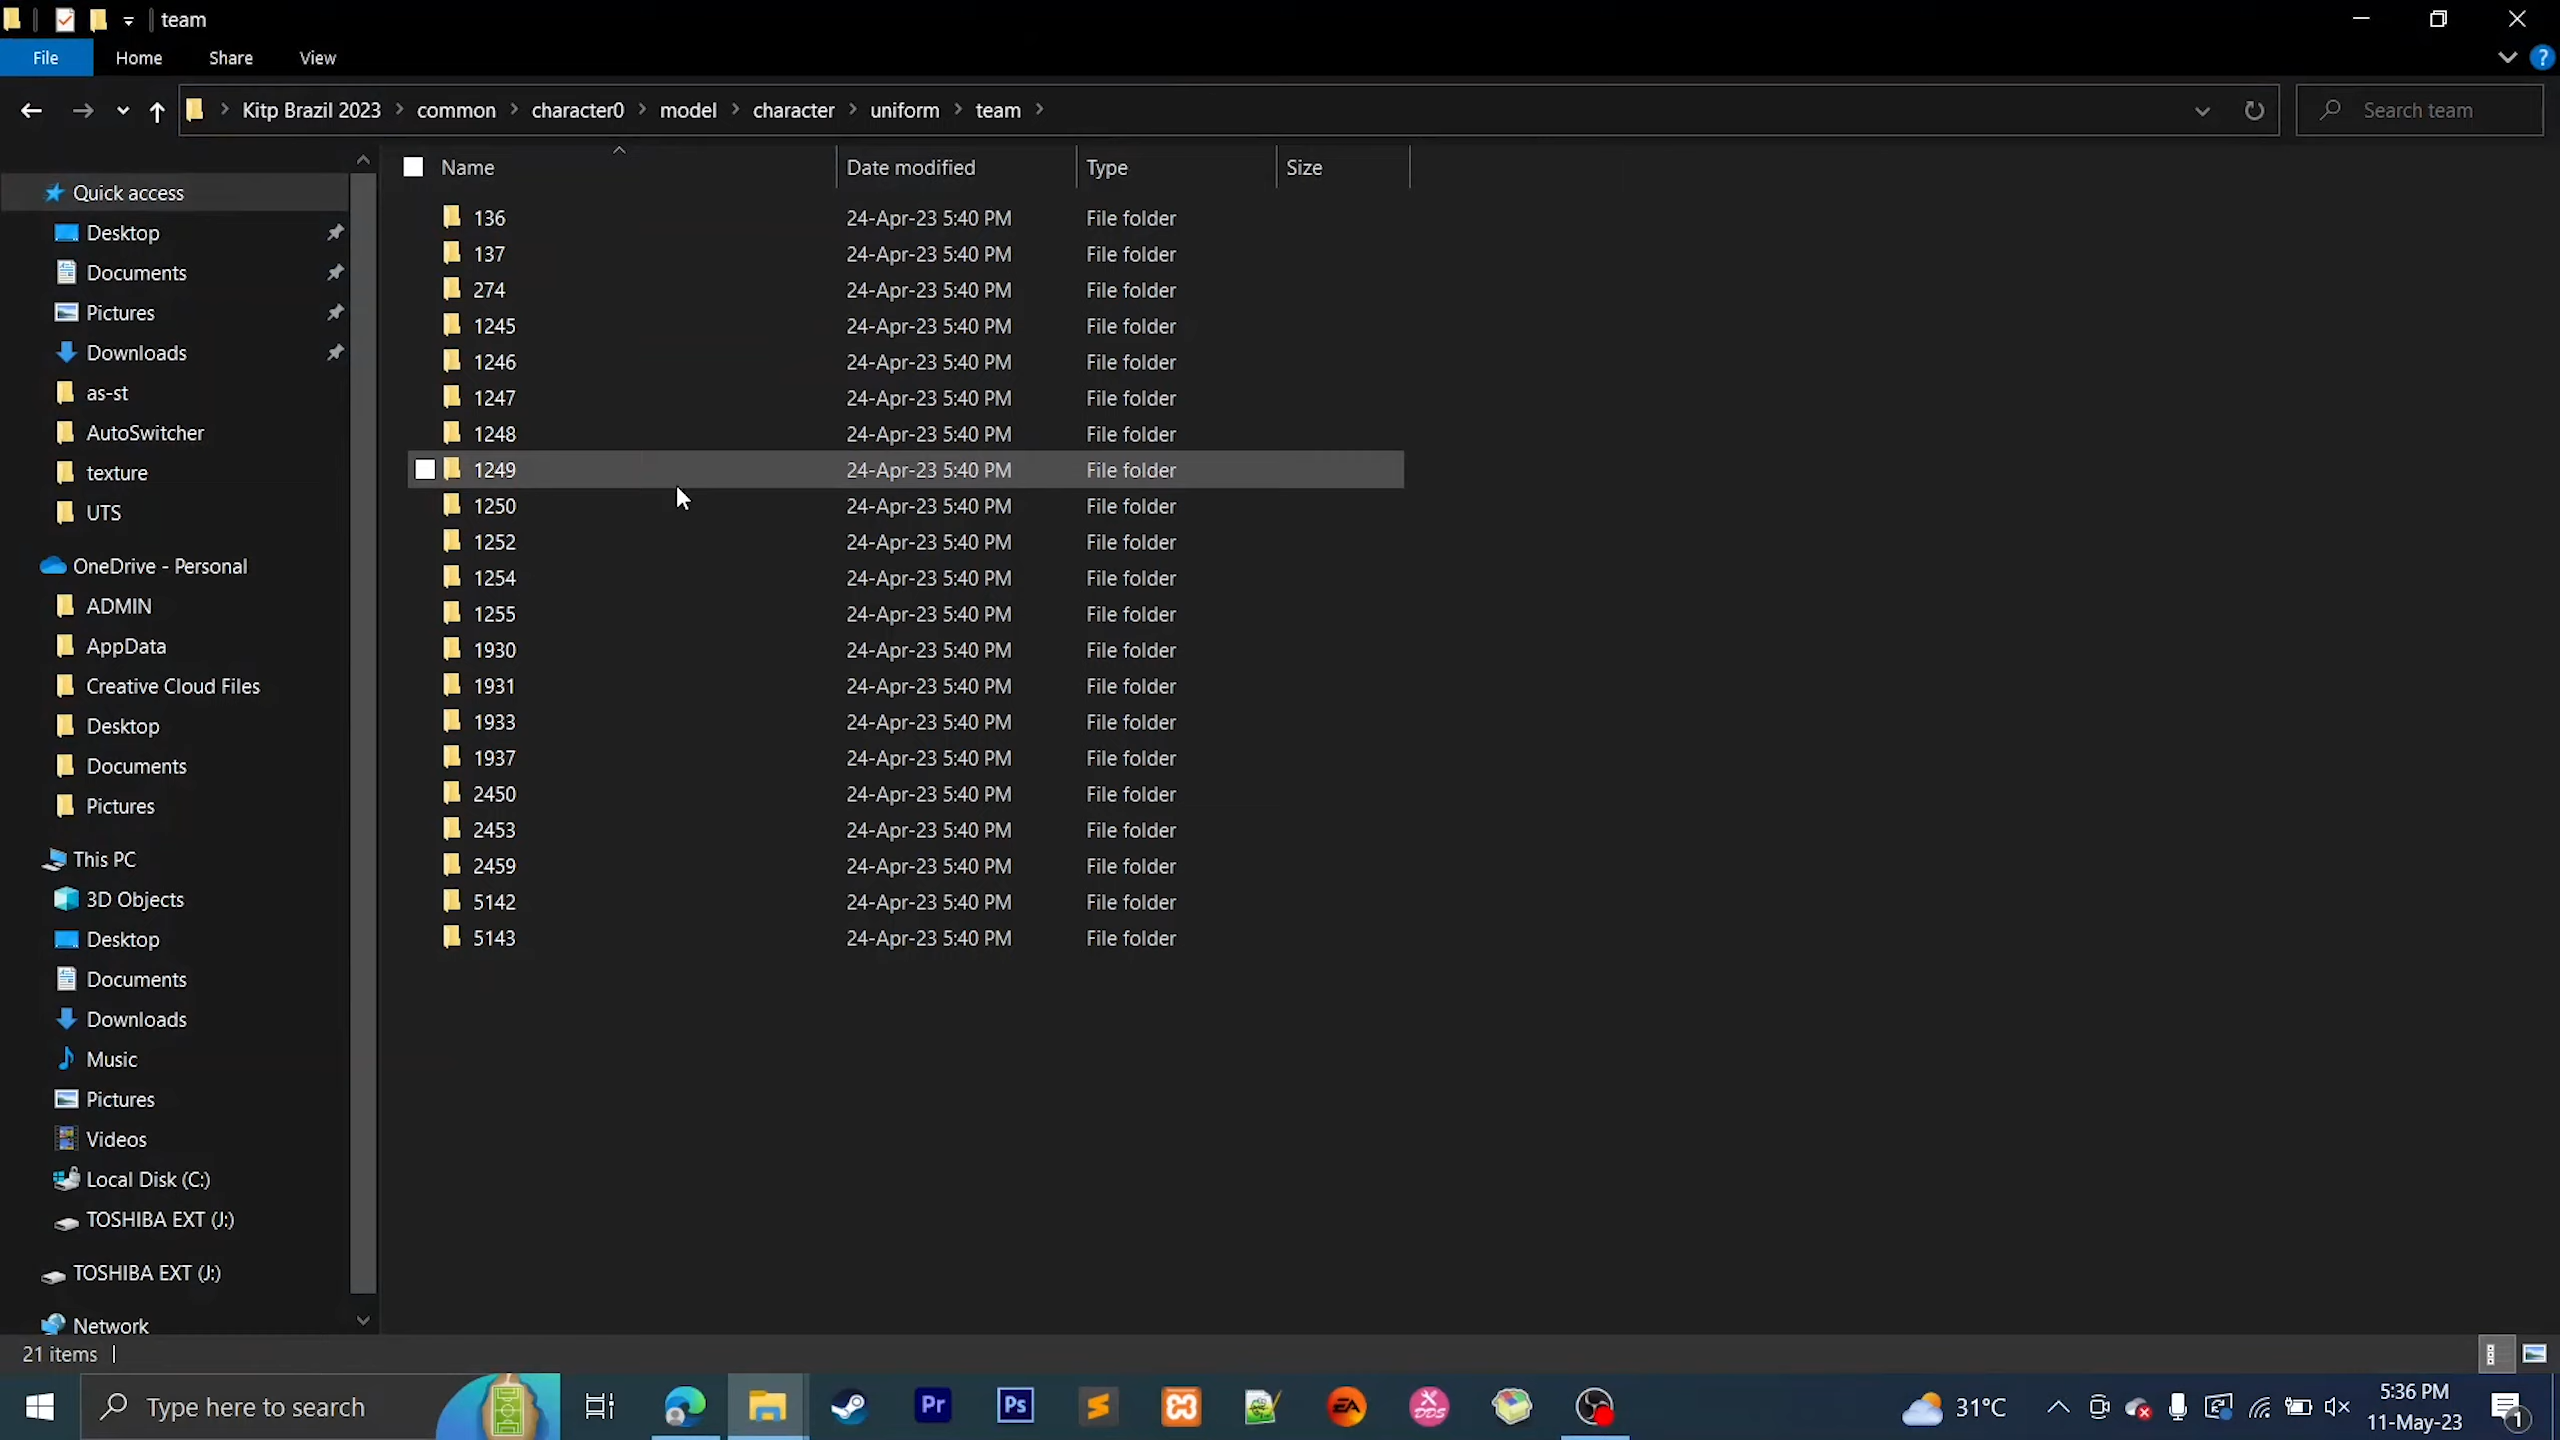 team
File Home Share View
Kitp Brazil 2023 common character0 model character uniform team
Search team
Name Date modified Type Size
136 24-Apr-23 5:40 PM File folder
137 24-Apr-23 5:40 PM File folder
274 24-Apr-23 5:40 PM File folder
1245 24-Apr-23 5:40 PM File folder
1246 24-Apr-23 5:40 PM File folder
1247 24-Apr-23 5:40 PM File folder
1248 24-Apr-23 5:40 PM File folder
1249 24-Apr-23 5:40 PM File folder
1250 24-Apr-23 5:40 PM File folder
1252 24-Apr-23 5:40 PM File folder
1254 24-Apr-23 5:40 PM File folder
1255 24-Apr-23 5:40 PM File folder
1930 24-Apr-23 5:40 PM File folder
1931 24-Apr-23 5:40 PM File folder
1933 24-Apr-23 5:40 PM File folder
1937 24-Apr-23 5:40 PM File folder
2450 24-Apr-23 5:40 PM File folder
2453 24-Apr-23 5:40 PM File folder
2459 24-Apr-23 5:40 PM File folder
5142 24-Apr-23 5:40 PM File folder
5143 24-Apr-23 5:40 PM File folder
Quick access
Desktop
Documents
Pictures
Downloads
as-st
AutoSwitcher
texture
UTS
OneDrive - Personal
ADMIN
AppData
Creative Cloud Files
Desktop
Documents
Pictures
This PC
3D Objects
Desktop
Documents
Downloads
Music
Pictures
Videos
Local Disk (C:)
TOSHIBA EXT (J:)
TOSHIBA EXT (J:)
Network
21 items
Type here to search
Pr
Ps
EA
DDS
31°C
5:36 PM
11-May-23
1